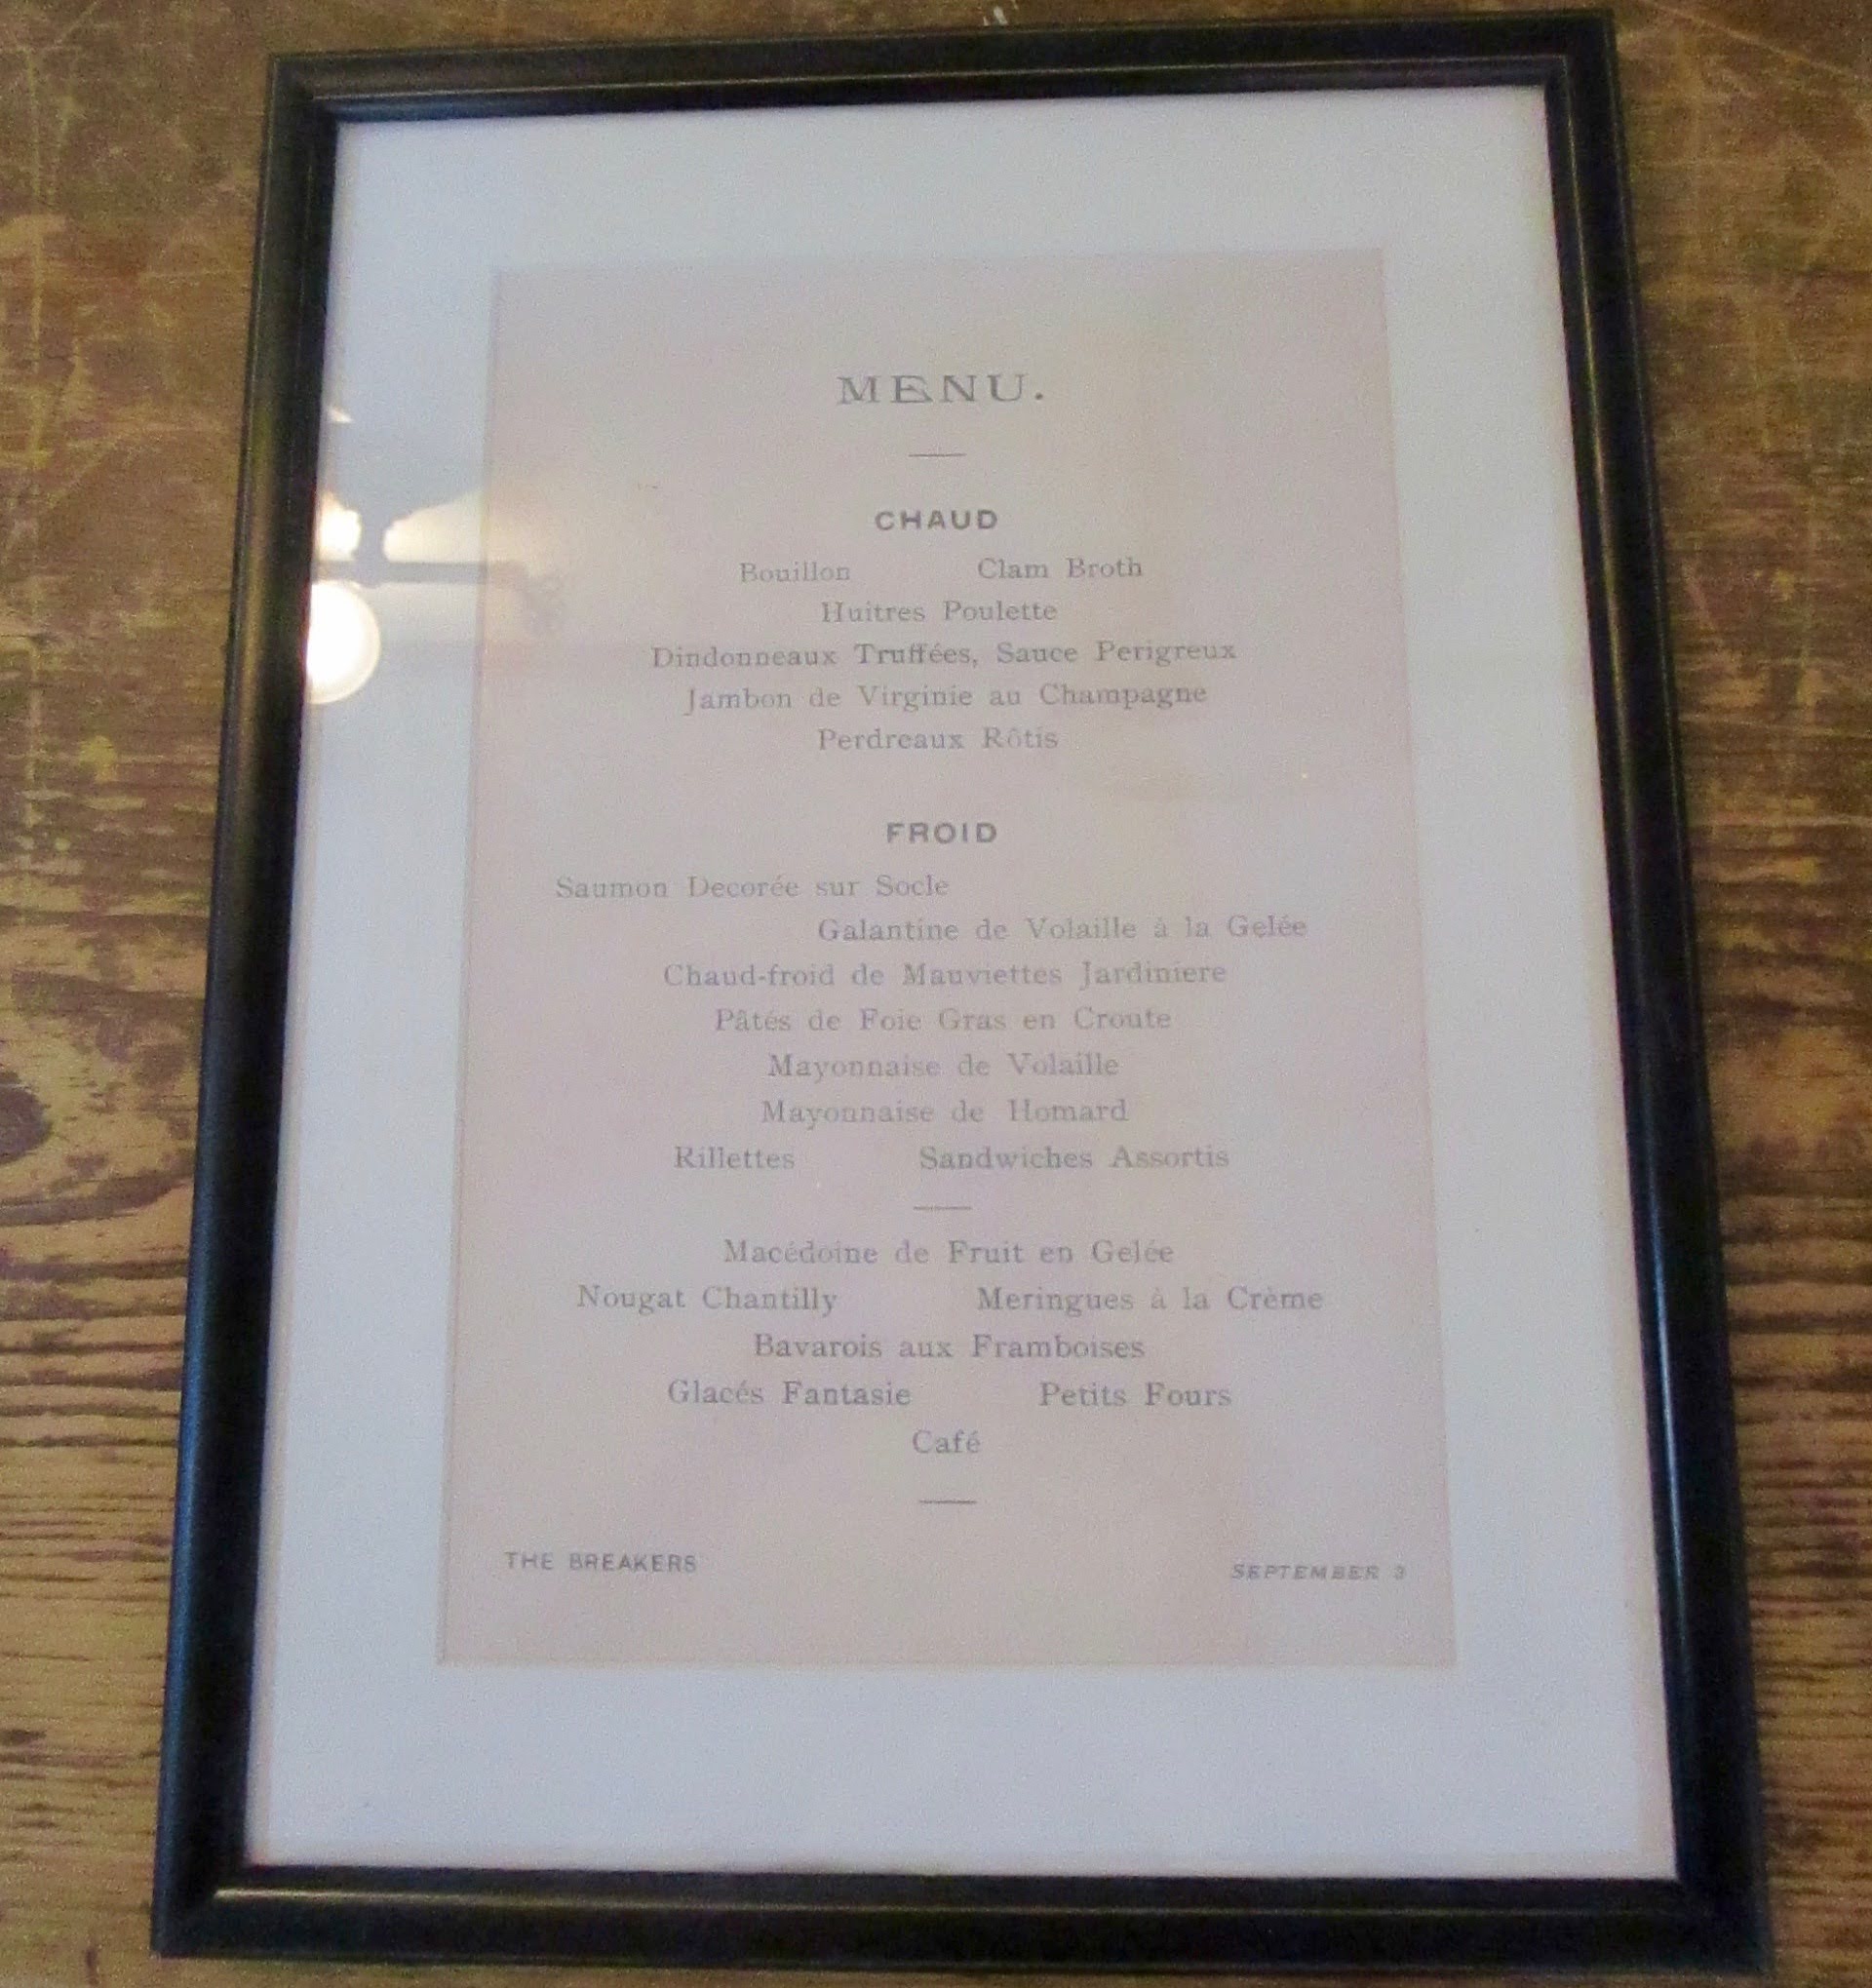 MENU.
CHAUD
Bouillon Clam Broth
Huitres Poulette
Dindonneaux Truffées, Sauce Perigreux
Jambon de Virginie au Champagne
Perdreaux Rôtis
FROID
Saumon Decorée sur Socle
Galantine de Volaille à la Gelée
Chaud-froid de Mauviettes Jardiniere
Pâtés de Foie Gras en Croute
Mayonnaise de Volaille
Mayonnaise de Homard
Rillettes Sandwiches Assortis
Macédoine de Fruit en Gelée
Nougat Chantilly Meringues à la Crème
Bavarois aux Framboises
Glacés Fantasie Petits Fours
Café
THE BREAKERS SEPTEMBER 3